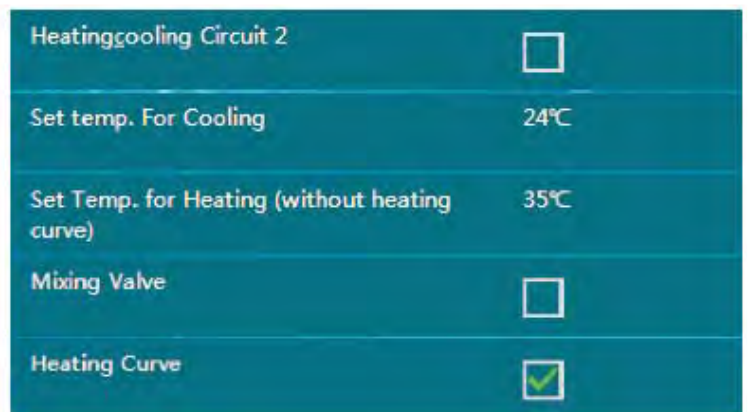 Heatingcooling Circuit 2
Set temp. For Cooling 24℃
Set Temp. for Heating (without heating 35℃
curve)
Mixing Valve
Heating Curve